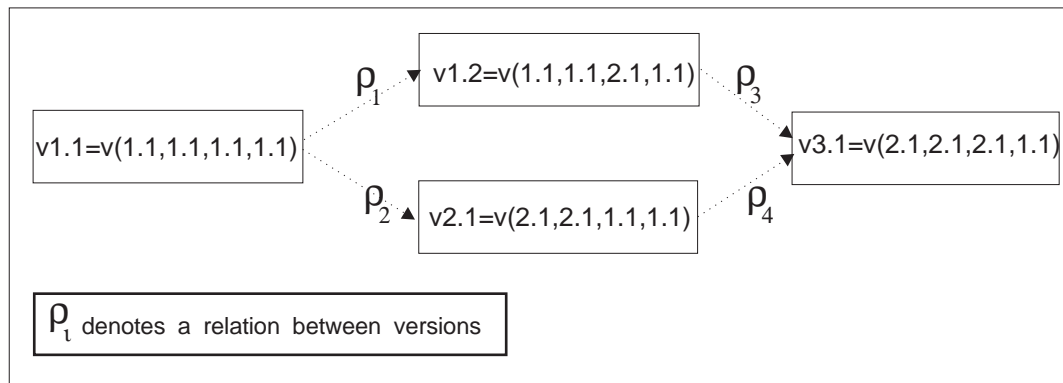 v1.2=v(1.1,1.1,2.1,1.1)
ρ1
ρ3
v1.1=v(1.1,1.1,1.1,1.1)
v3.1=v(2.1,2.1,2.1,1.1)
ρ2
v2.1=v(2.1,2.1,1.1,1.1)
ρ4
ρι denotes a relation between versions